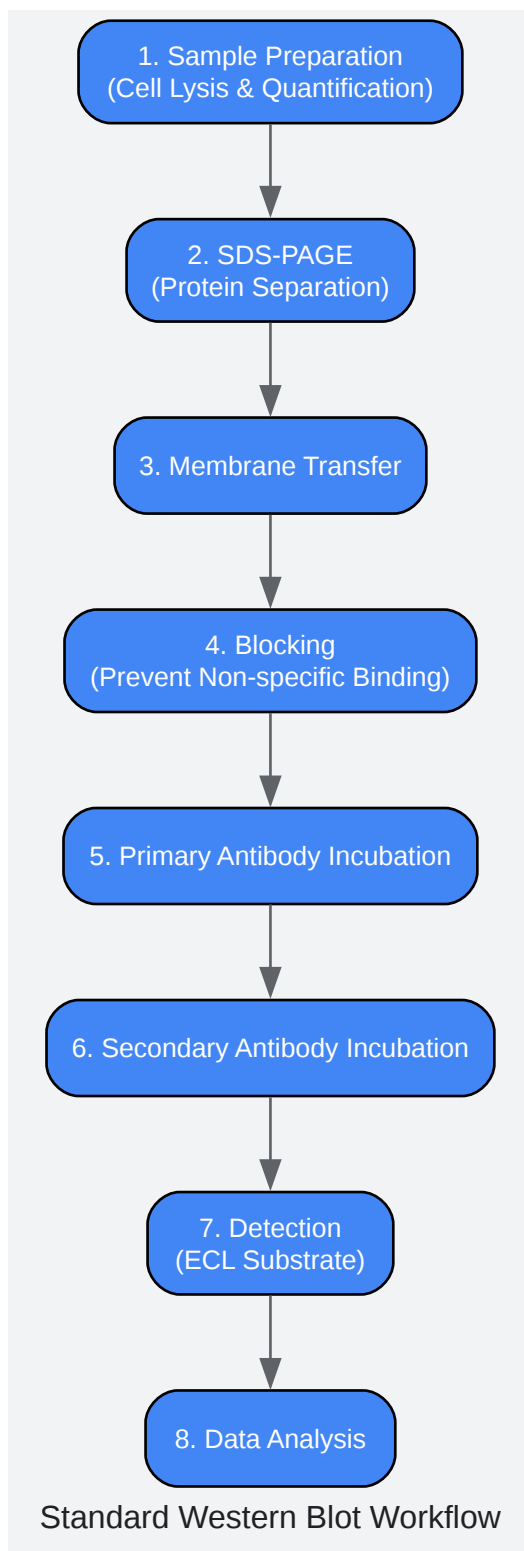 1. Sample Preparation
(Cell Lysis & Quantification)
2. SDS-PAGE
(Protein Separation)
3. Membrane Transfer
4. Blocking
(Prevent Non-specific Binding)
5. Primary Antibody Incubation
6. Secondary Antibody Incubation
7. Detection
(ECL Substrate)
8. Data Analysis
Standard Western Blot Workflow